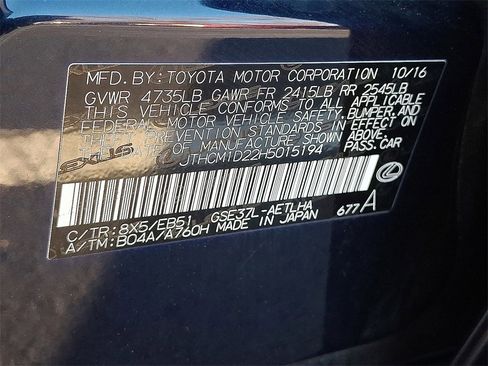 MFD. BY: TOYOTA MOTOR CORPORATION 10/16
GVWR 4735LB GAWR FR 2415LB RR 2545LB
THIS VEHICLE CONFORMS TO ALL APPLICABLE
FEDERAL MOTOR VEHICLE SAFETY, BUMPER, AND
THEFT PREVENTION STANDARDS IN EFFECT ON
THE DATE OF MANUFACTURE SHOWN ABOVE.
JTHCM1D22H5015194 PASS. CAR
C/TR: 8X5/EB51 GSE37L-AETLHA
A/TM: B04A/A760H MADE IN JAPAN 677 A